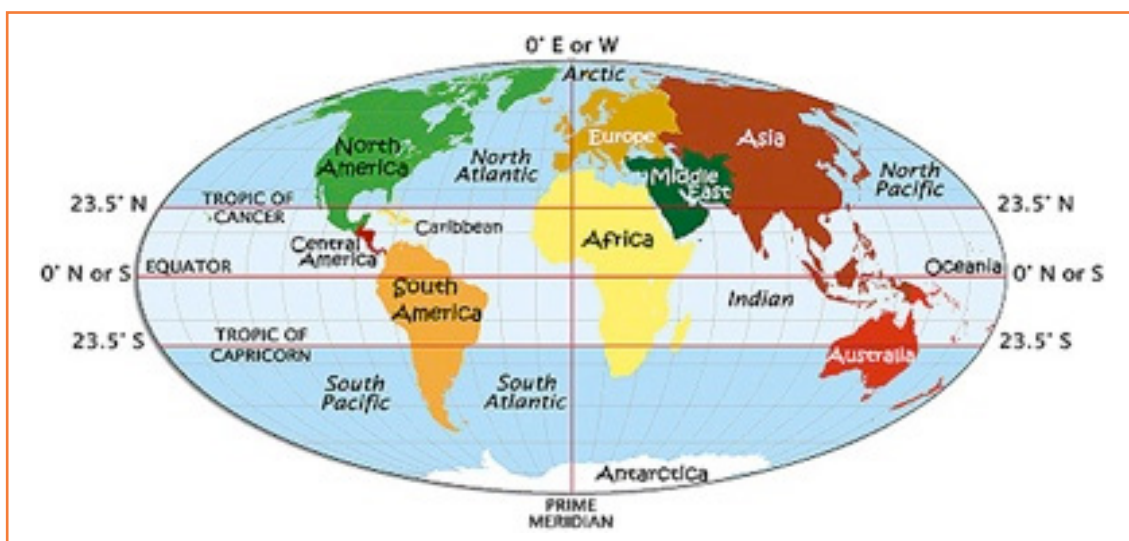 0° E or W
Arctic
North
America
North
Atlantic
Europe
Asia
North
Pacific
Middle
East
23.5° N
TROPIC OF
CANCER
23.5° N
Caribbean
Central
America
Africa
0° N or S
EQUATOR
Oceania
0° N or S
South
America
Indian
23.5° S
TROPIC OF
CAPRICORN
23.5° S
Australia
South
Pacific
South
Atlantic
Antarctica
PRIME
MERIDIAN